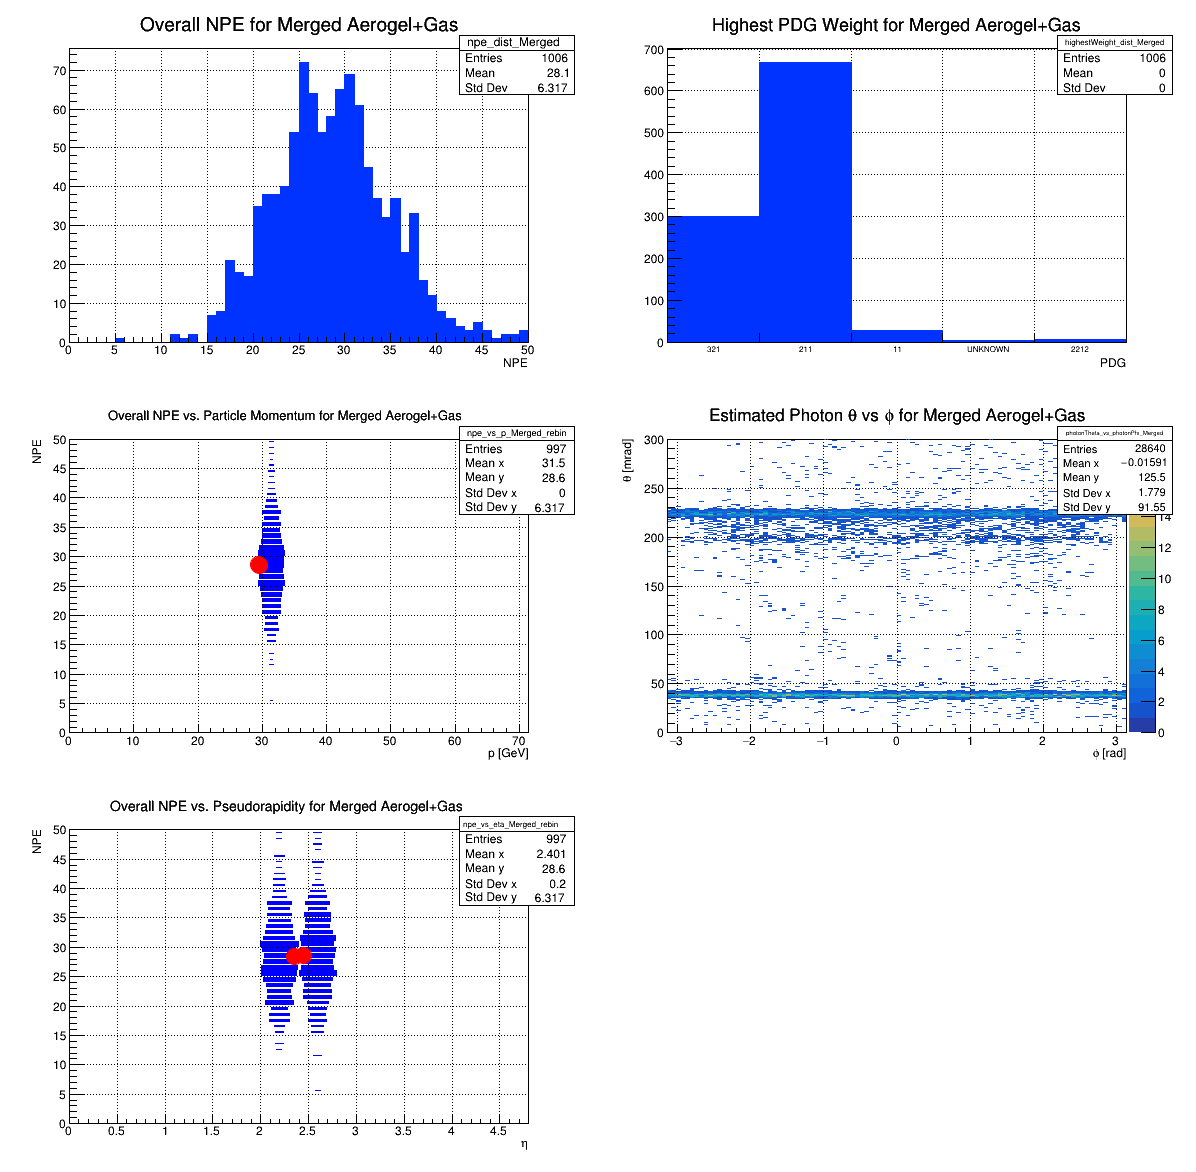 Overall NPE for Merged Aerogel+Gas
npe_dist_Merged
Entries 1006
Mean 28.1
Std Dev 6.317
70
60
50
40
30
20
10
0
0 5 10 15 20 25 30 35 40 45 50
NPE
Highest PDG Weight for Merged Aerogel+Gas
highestWeight_dist_Merged
Entries 1006
Mean 0
Std Dev 0
700
600
500
400
300
200
100
0
321 211 11 UNKNOWN 2212
PDG
Overall NPE vs. Particle Momentum for Merged Aerogel+Gas
npe_vs_p_Merged_rebin
Entries 997
Mean x 31.5
Mean y 28.6
Std Dev x 0
Std Dev y 6.317
NPE
50
45
40
35
30
25
20
15
10
5
0
0 10 20 30 40 50 60 70
p [GeV]
Estimated Photon θ vs ϕ for Merged Aerogel+Gas
photonTheta_vs_photonPhi_Merged
Entries 28640
Mean x −0.01591
Mean y 125.5
Std Dev x 1.779
Std Dev y 91.55
θ [mrad]
300
250
200
150
100
50
0
−3 −2 −1 0 1 2 3
ϕ [rad]
14
12
10
8
6
4
2
0
Overall NPE vs. Pseudorapidity for Merged Aerogel+Gas
npe_vs_eta_Merged_rebin
Entries 997
Mean x 2.401
Mean y 28.6
Std Dev x 0.2
Std Dev y 6.317
NPE
50
45
40
35
30
25
20
15
10
5
0
0 0.5 1 1.5 2 2.5 3 3.5 4 4.5
η